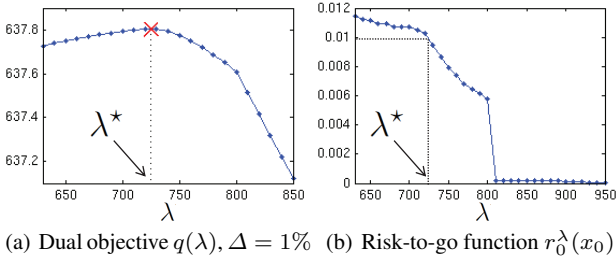 637.8
637.6
637.4
637.2
650 700 750 800 850
λ
λ⋆
0.012
0.01
0.008
0.006
0.004
0.002
0
650 700 750 800 850 900 950
λ
λ⋆
(a) Dual objective q(λ), Δ = 1%
(b) Risk-to-go function r₀^λ(x₀)